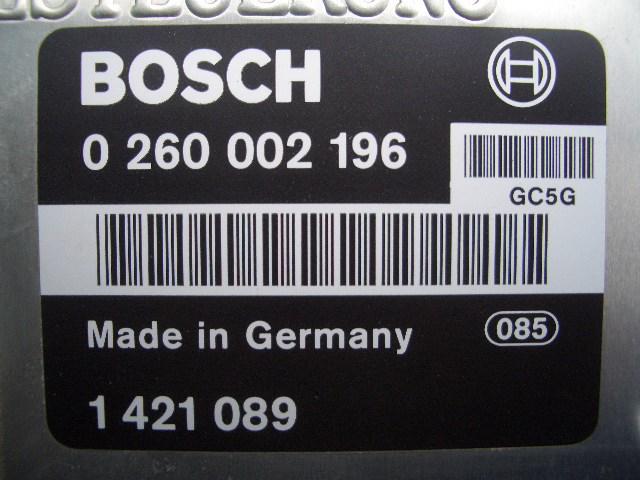 BOSCH
0 260 002 196
GC5G
Made in Germany
085
1 421 089